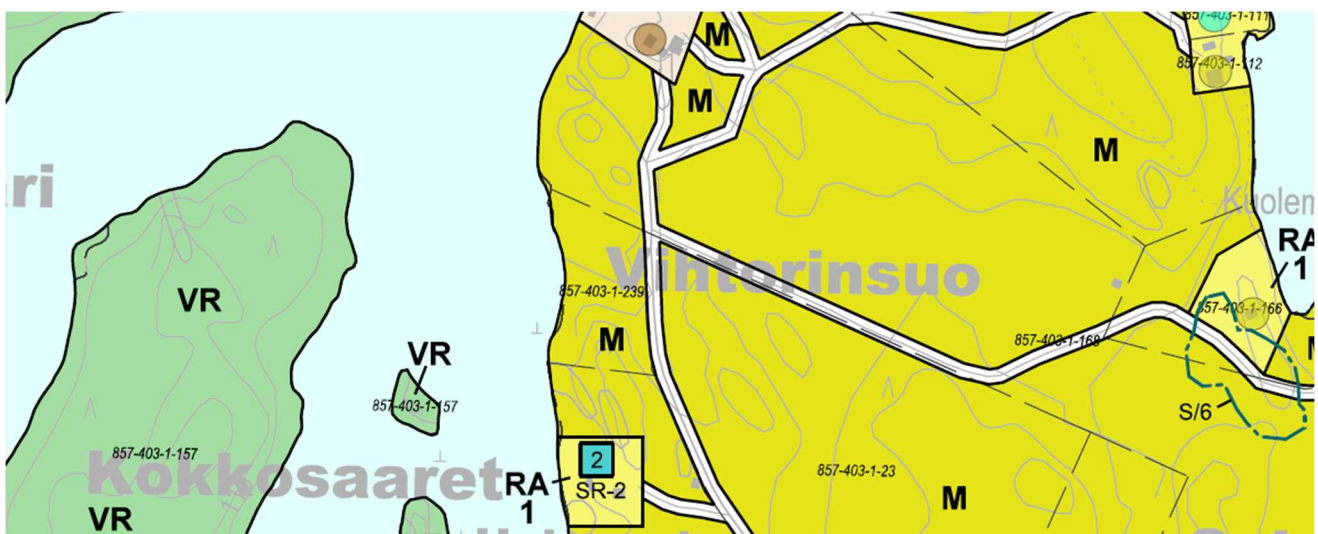 857-403-1-111
M
857-403-1-112
M
M
ri
Kuolem
RA
1
Vihtorinsuo
857-403-1-239
VR
857-403-1-166
M
857-403-1-168
VR
857-403-1-157
S/6
857-403-1-157
Kokkosaaret
2
SR-2
RA
1
857-403-1-23
VR
M